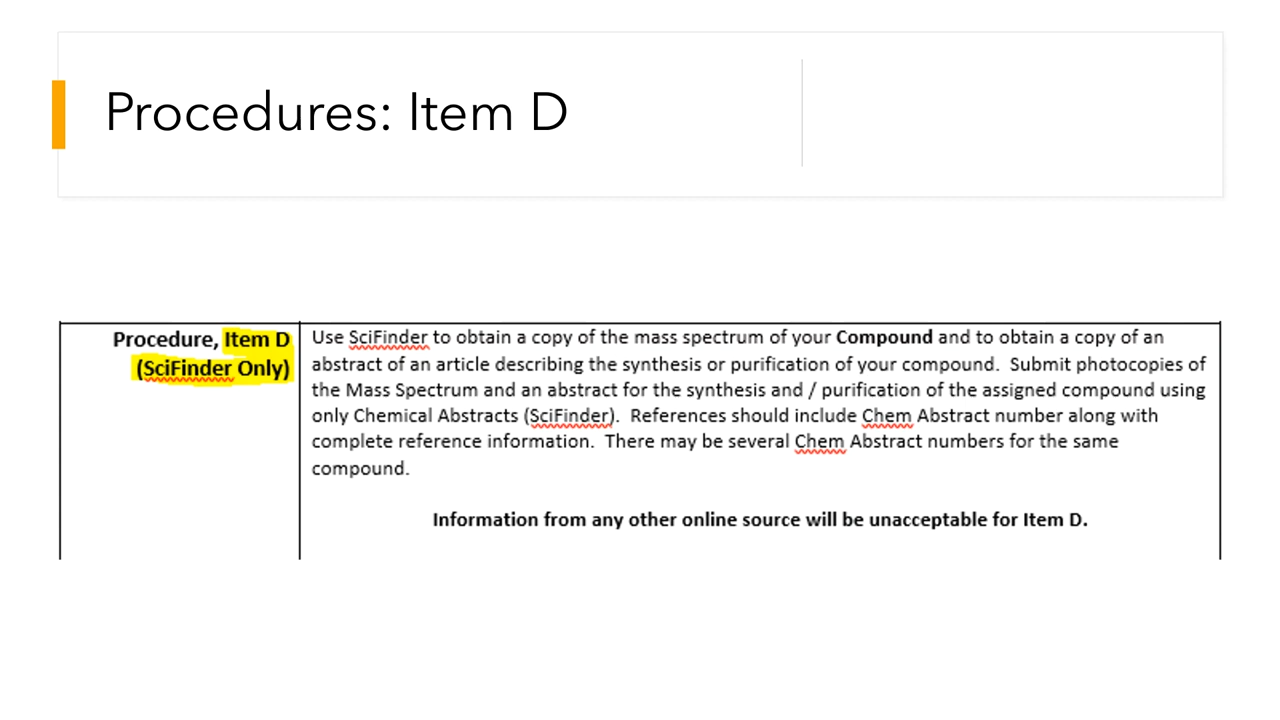 Procedures: Item D
Procedure, Item D
(SciFinder Only)
Use SciFinder to obtain a copy of the mass spectrum of your Compound and to obtain a copy of an
abstract of an article describing the synthesis or purification of your compound.  Submit photocopies of
the Mass Spectrum and an abstract for the synthesis and / purification of the assigned compound using
only Chemical Abstracts (SciFinder).  References should include Chem Abstract number along with
complete reference information.  There may be several Chem Abstract numbers for the same
compound.
Information from any other online source will be unacceptable for Item D.